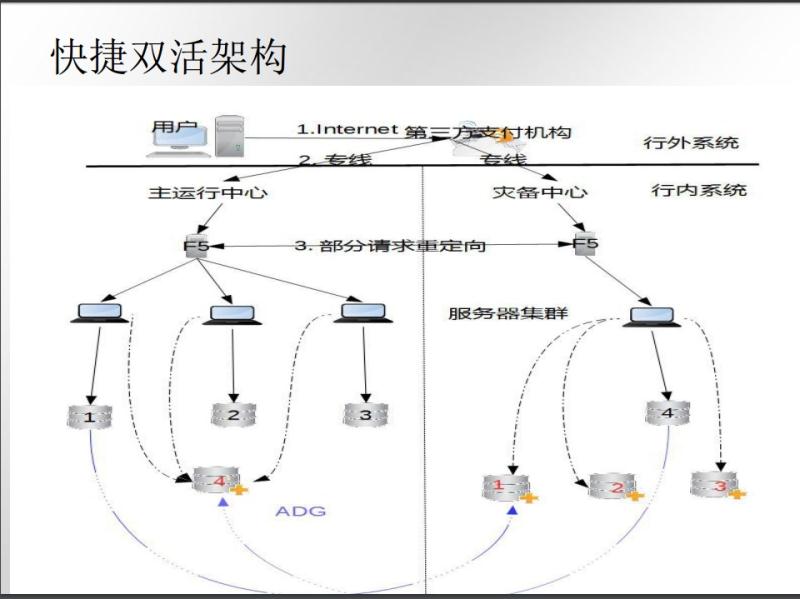 快捷双活架构
用户
1.Internet
第三方支付机构
行外系统
2. 专线
专线
主运行中心
灾备中心
行内系统
F5
3. 部分请求重定向
F5
服务器集群
1
2
3
4
4
1
2
3
ADG